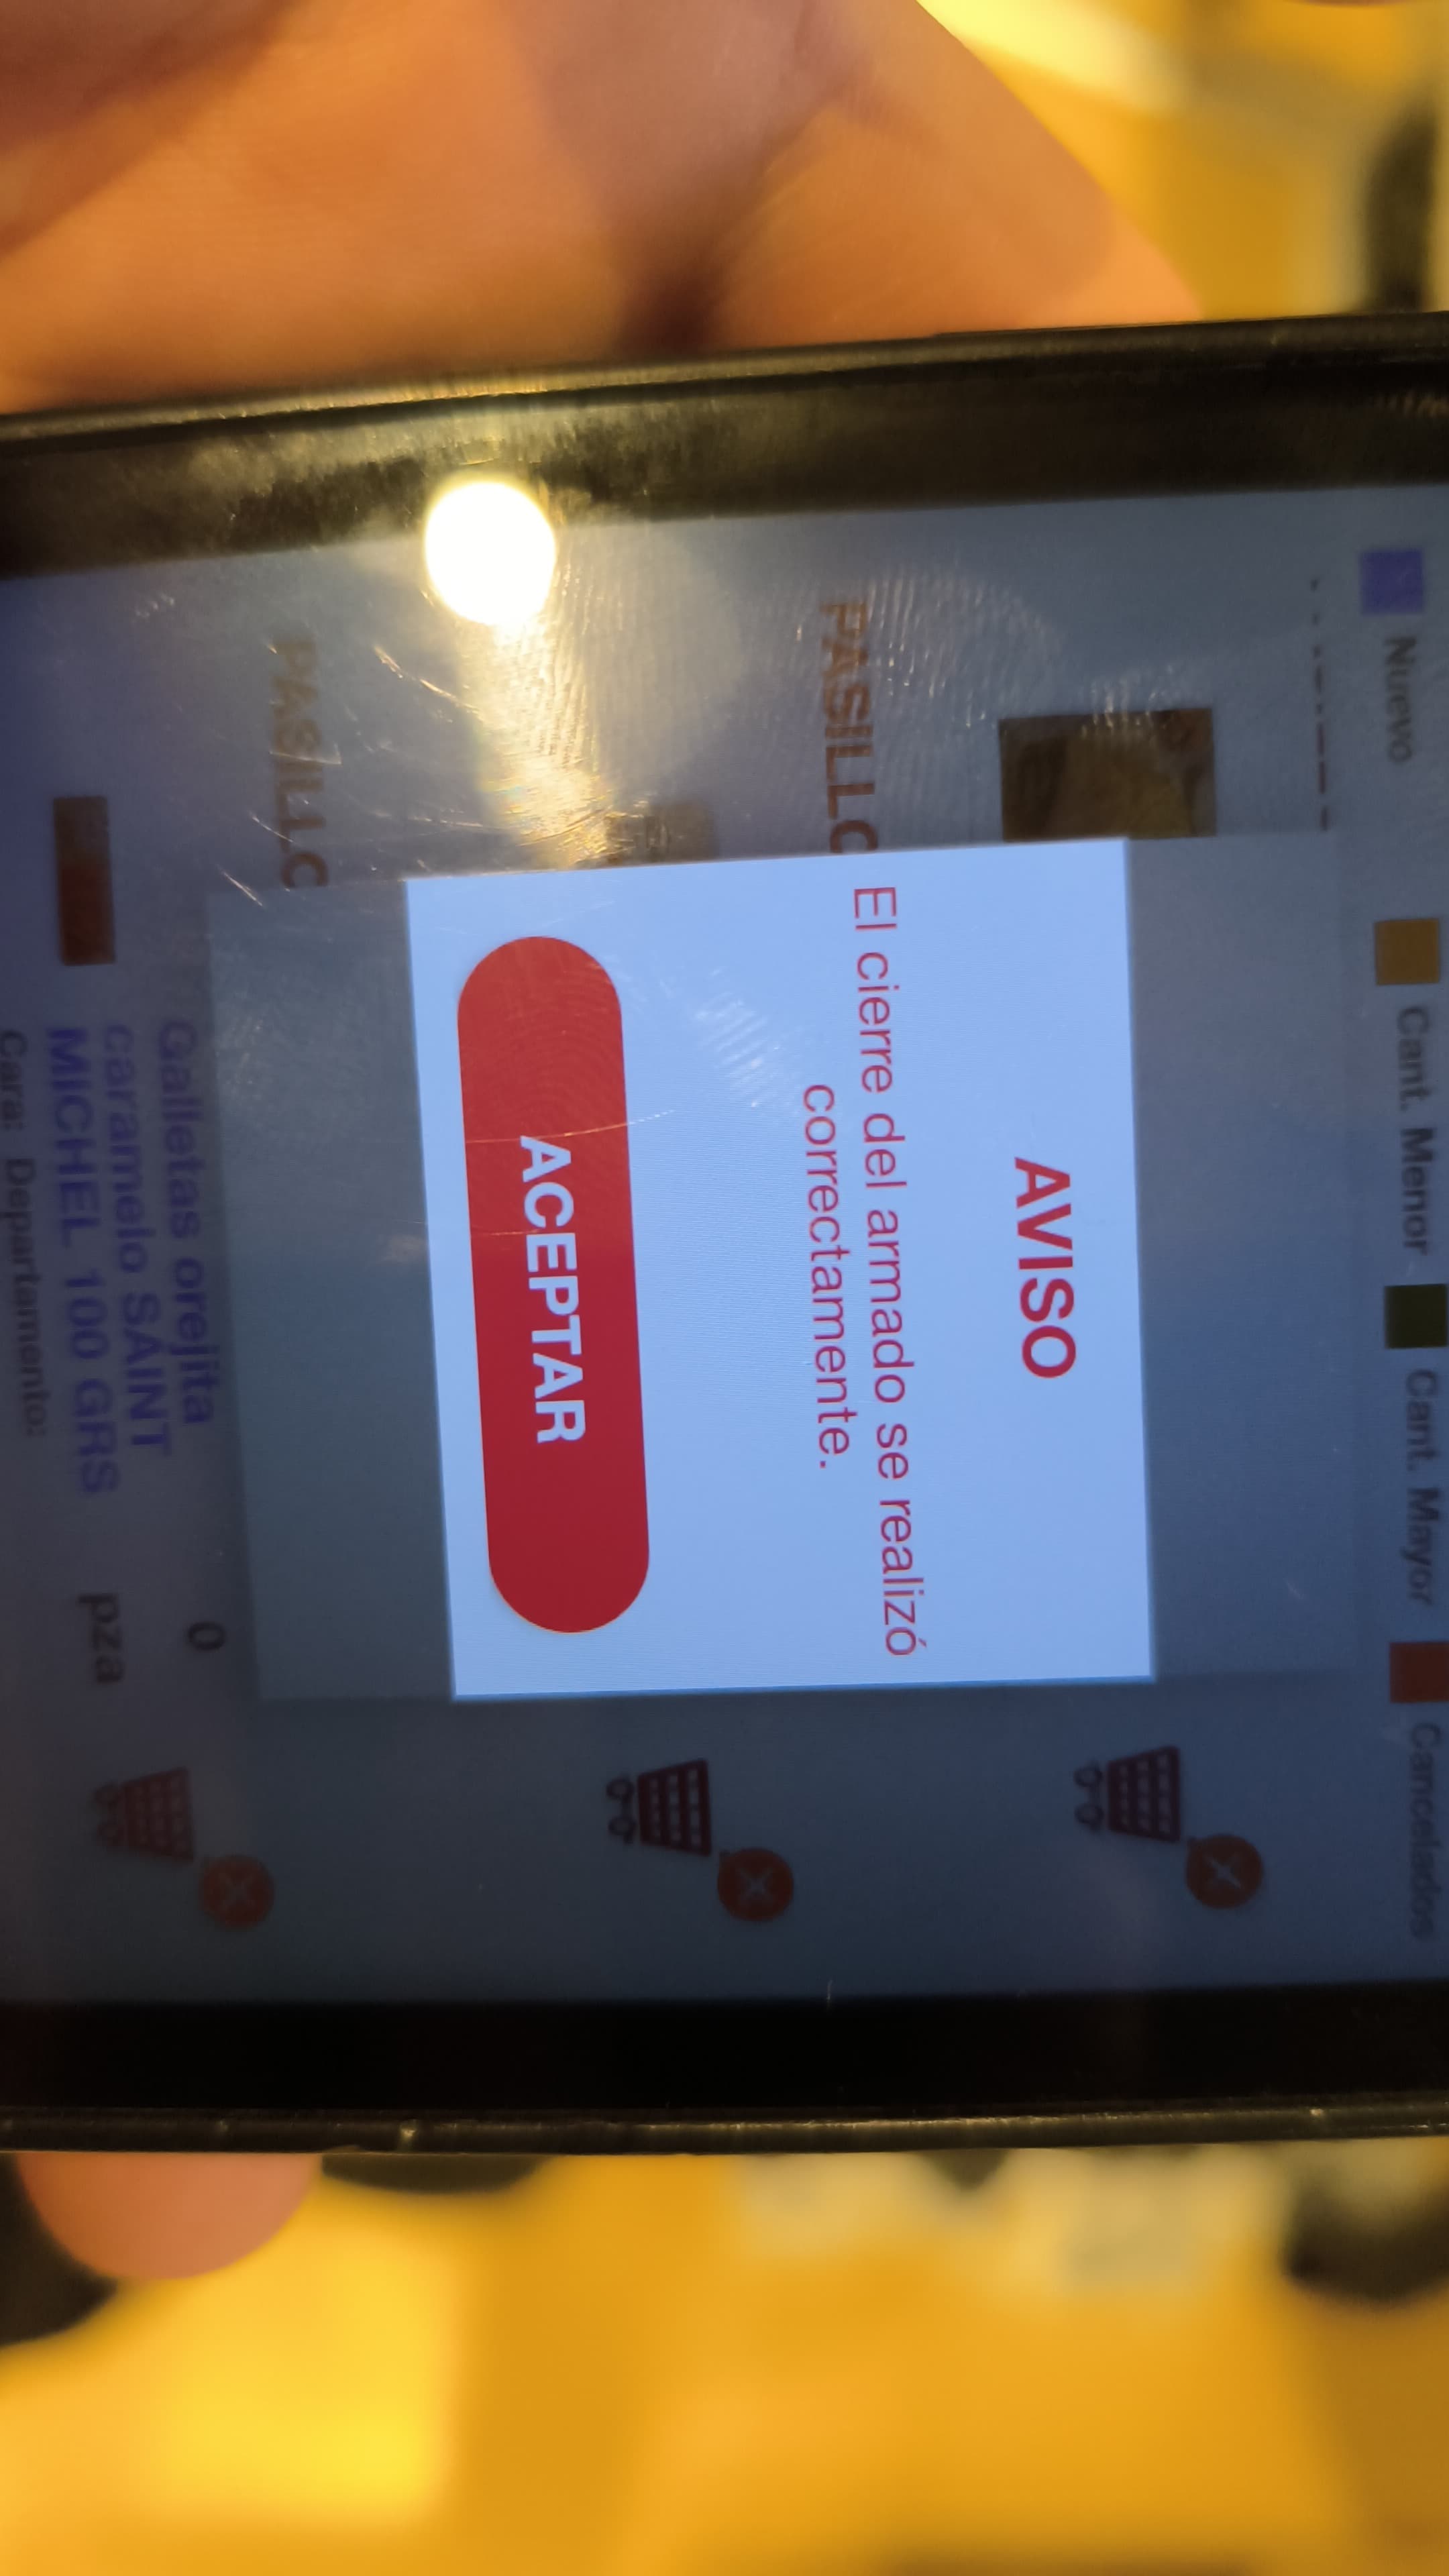 Nuevo
Cant. Menor
Cant. Mayor
Cancelados
AVISO
El cierre del armado se realizó
correctamente.
ACEPTAR
PASILLO
PASILLO
Galletas orejita
caramelo SAINT
MICHEL 100 GRS
0
pza
Cara: Departamento: